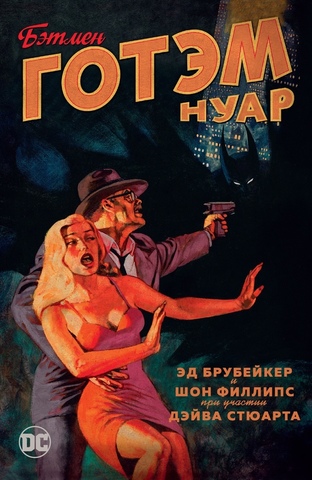 Бэтмен
ГОТЭМ
НУАР
ЭД БРУБЕЙКЕР
и
ШОН ФИЛЛИПС
при участии
ДЭЙВА СТЮАРТА
DC